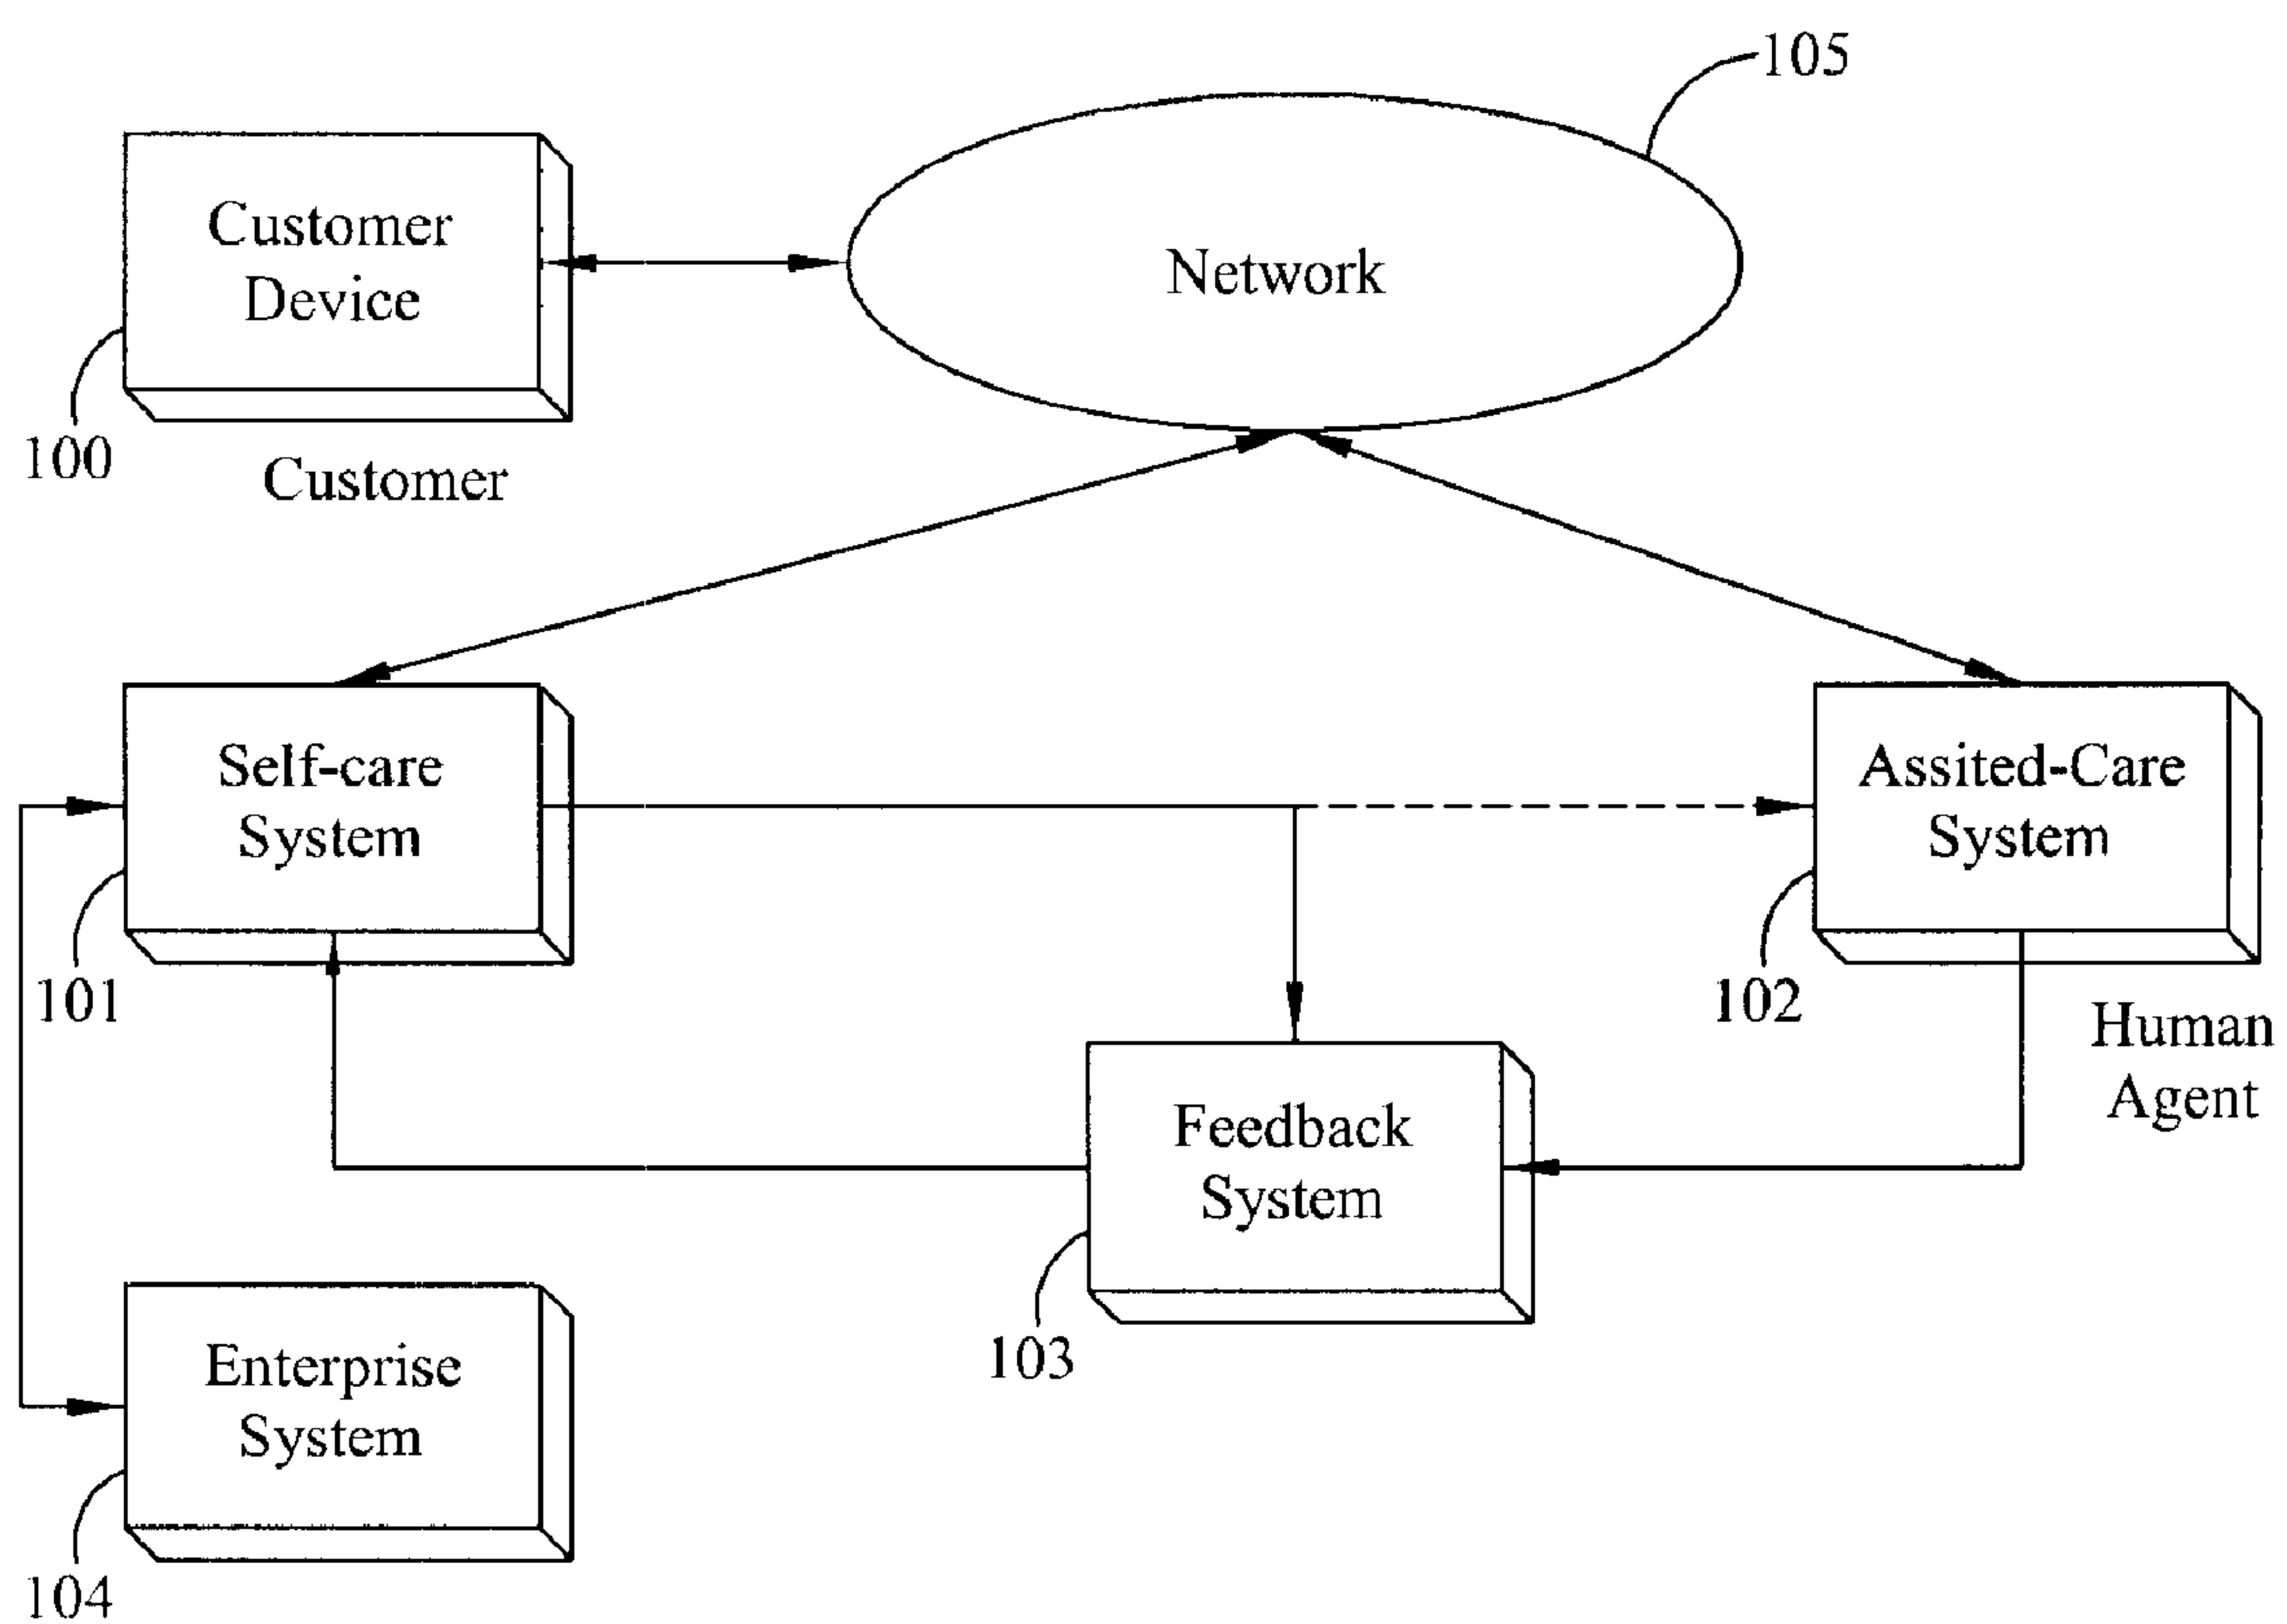 105
Customer
Device
Network
100
Customer
Self-care
System
Assited-Care
System
101
102
Human
Agent
Feedback
System
103
Enterprise
System
104